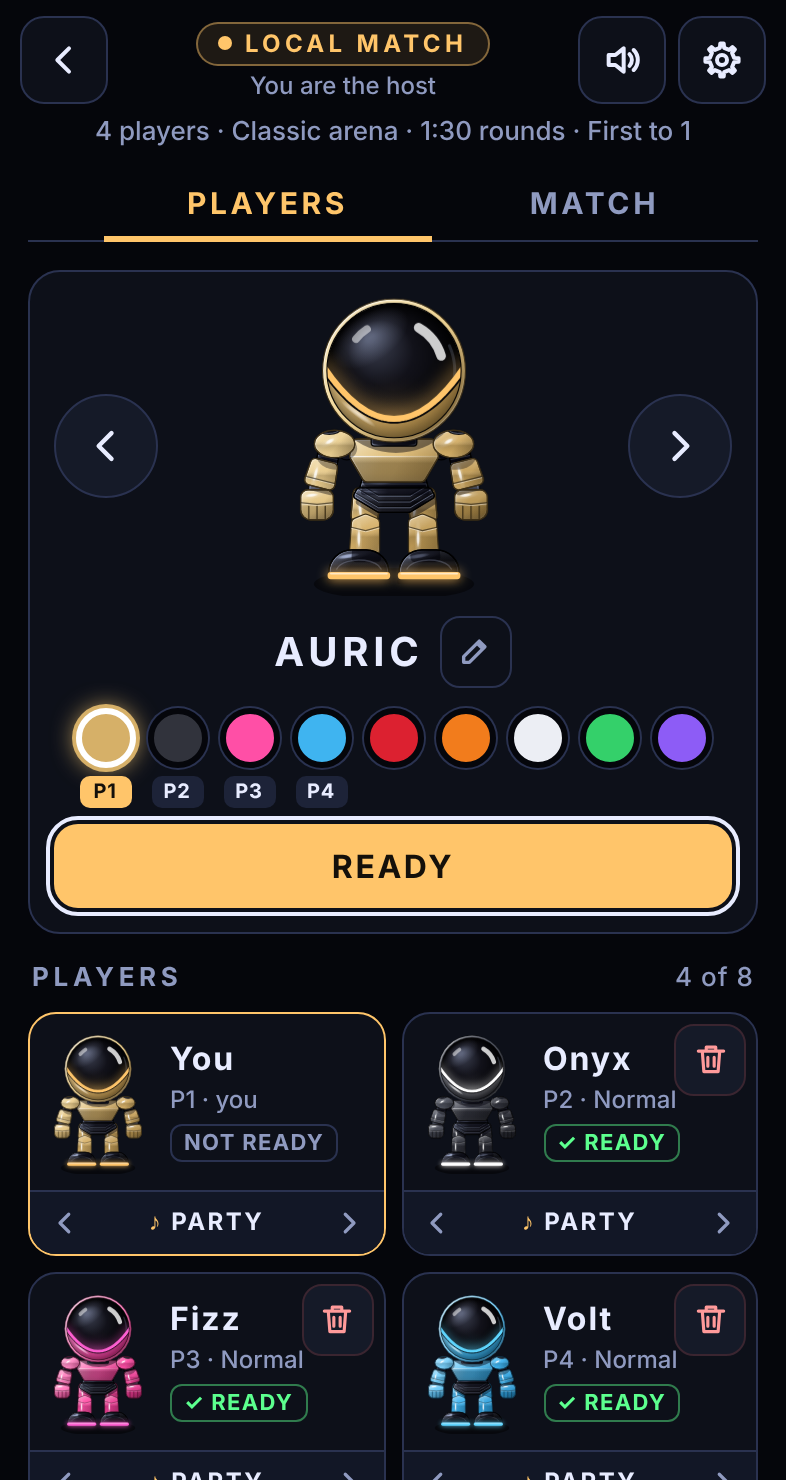 LOCAL MATCH
You are the host
4 players · Classic arena · 1:30 rounds · First to 1
PLAYERS MATCH
AURIC
P1 P2 P3 P4
READY
PLAYERS 4 of 8
You
P1 · you
NOT READY
♪ PARTY
Onyx
P2 · Normal
✓ READY
♪ PARTY
Fizz
P3 · Normal
✓ READY
♪ PARTY
Volt
P4 · Normal
✓ READY
♪ PARTY